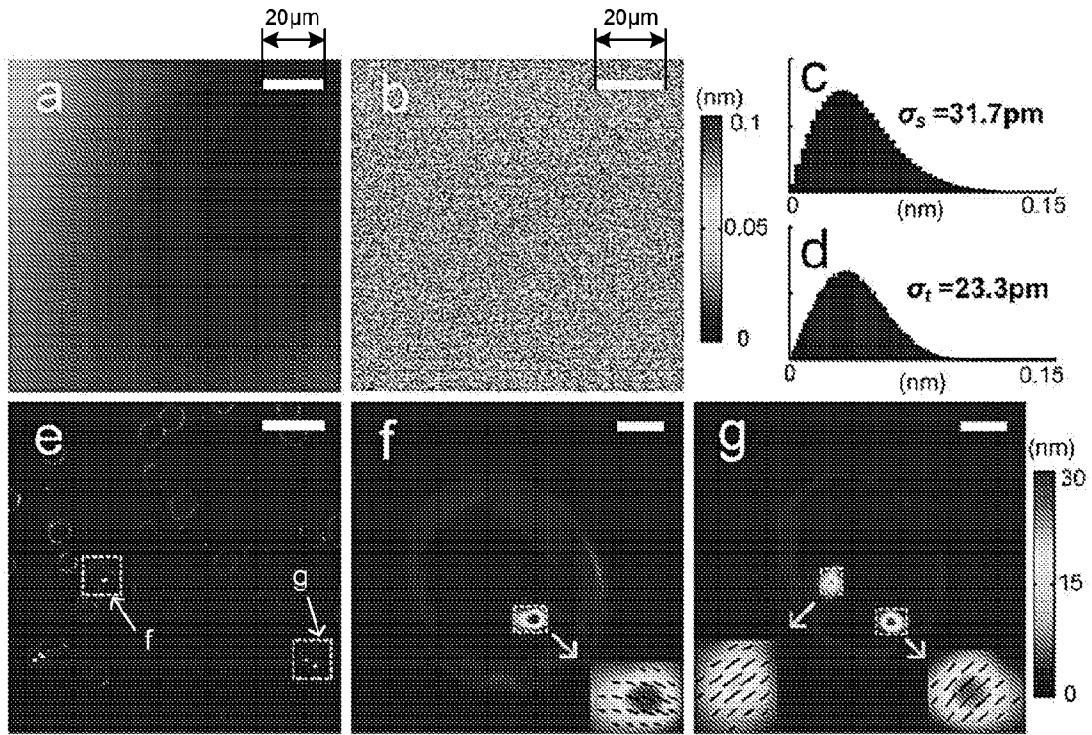 20μm 20μm
a
b
(nm)
0.1
0.05
0
c
σs =31.7pm
0 (nm) 0.15
d
σt =23.3pm
0 (nm) 0.15
e
f
g
f
g
(nm)
30
15
0